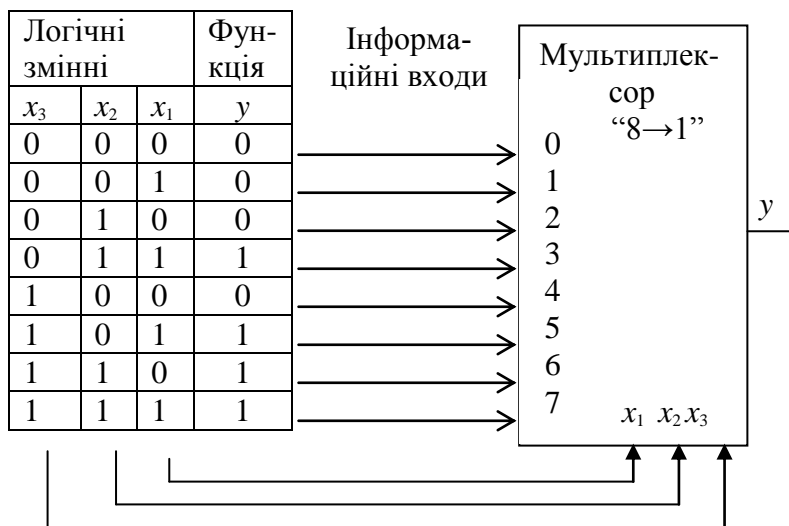 Логічні змінні
Фун-
кція
x3 x2 x1 y
0 0 0 0
0 0 1 0
0 1 0 0
0 1 1 1
1 0 0 0
1 0 1 1
1 1 0 1
1 1 1 1
Інформа-
ційні входи
Мультиплек-
сор
“8→1”
0
1
2
3
4
5
6
7
x1 x2 x3
y